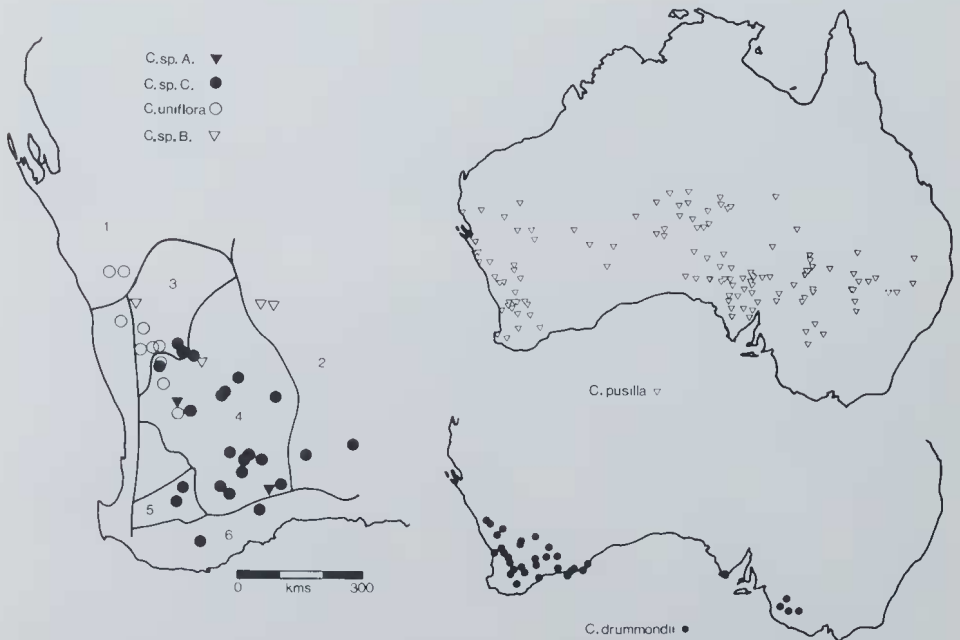 C.sp. A.
C.sp. C.
C.uniflora
C.sp. B.
1
3
2
4
5
6
0 kms 300
C. pusilla
C. drummondii